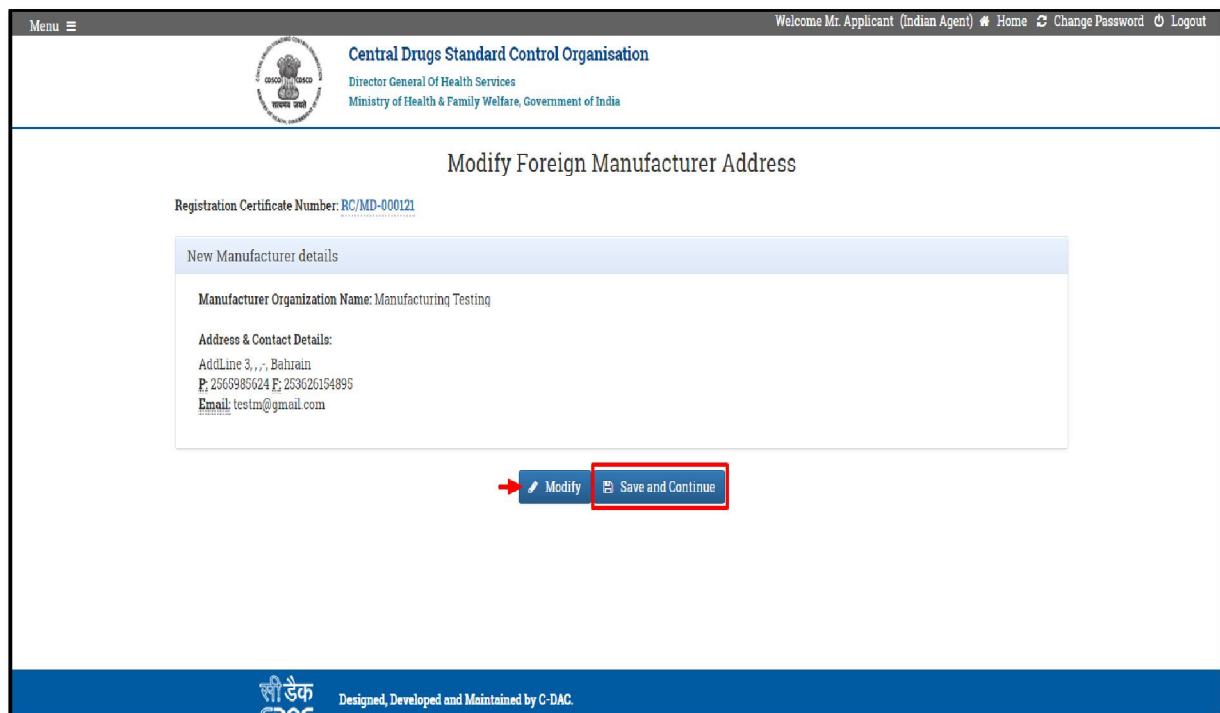 Menu
Welcome Mr. Applicant (Indian Agent) Home Change Password Logout
CDSCO CDSCO
Central Drugs Standard Control Organisation
Director General Of Health Services
Ministry of Health & Family Welfare, Government of India
Modify Foreign Manufacturer Address
Registration Certificate Number: RC/MD-000121
New Manufacturer details
Manufacturer Organization Name: Manufacturing Testing
Address & Contact Details:
AddLine 3, , ,-, Bahrain
P: 2565985624 F: 253626154895
Email: testm@gmail.com
Modify Save and Continue
सी डैक
CDAC
Designed, Developed and Maintained by C-DAC.